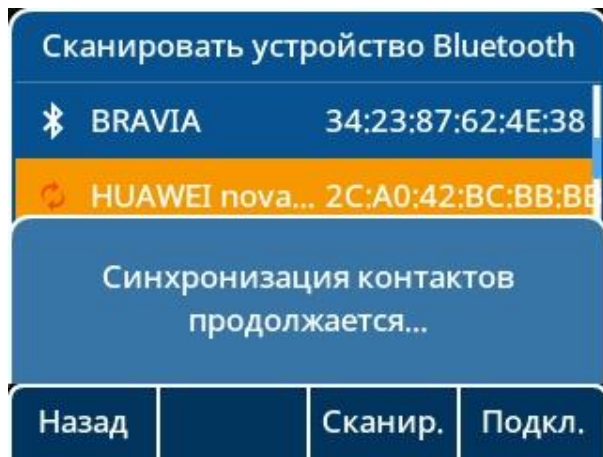 Сканировать устройство Bluetooth
BRAVIA 34:23:87:62:4E:38
HUAWEI nova... 2C:A0:42:BC:BB:BE
Синхронизация контактов
продолжается...
Назад Сканир. Подкл.